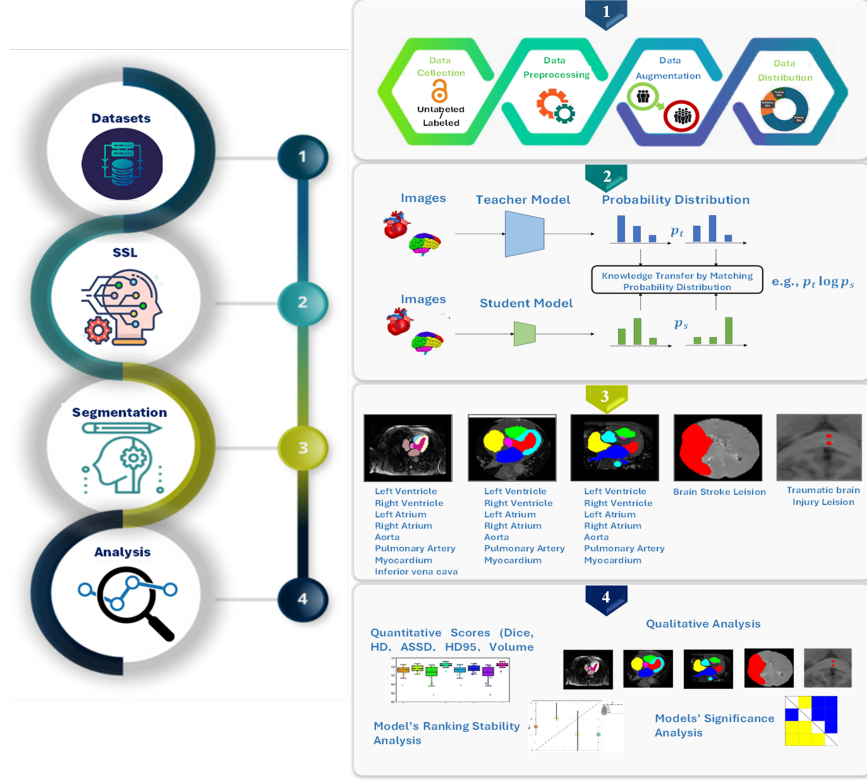 Datasets
1
SSL
2
Segmentation
3
Analysis
4
1
Data
Collection
Unlabeled
/
Labeled
Data
Preprocessing
Data
Augmentation
Data
Distribution
2
Images
Teacher Model
Probability Distribution
pt
Knowledge Transfer by Matching
Probability Distribution
e.g., pt log ps
Images
Student Model
ps
3
Left Ventricle
Right Ventricle
Left Atrium
Right Atrium
Aorta
Pulmonary Artery
Myocardium
Inferior vena cava
Left Ventricle
Right Ventricle
Left Atrium
Right Atrium
Aorta
Pulmonary Artery
Myocardium
Left Ventricle
Right Ventricle
Left Atrium
Right Atrium
Aorta
Pulmonary Artery
Myocardium
Brain Stroke Leision
Traumatic brain
Injury Leision
4
Quantitative Scores (Dice,
HD, ASSD, HD95, Volume
Qualitative Analysis
Model's Ranking Stability
Analysis
Models' Significance
Analysis